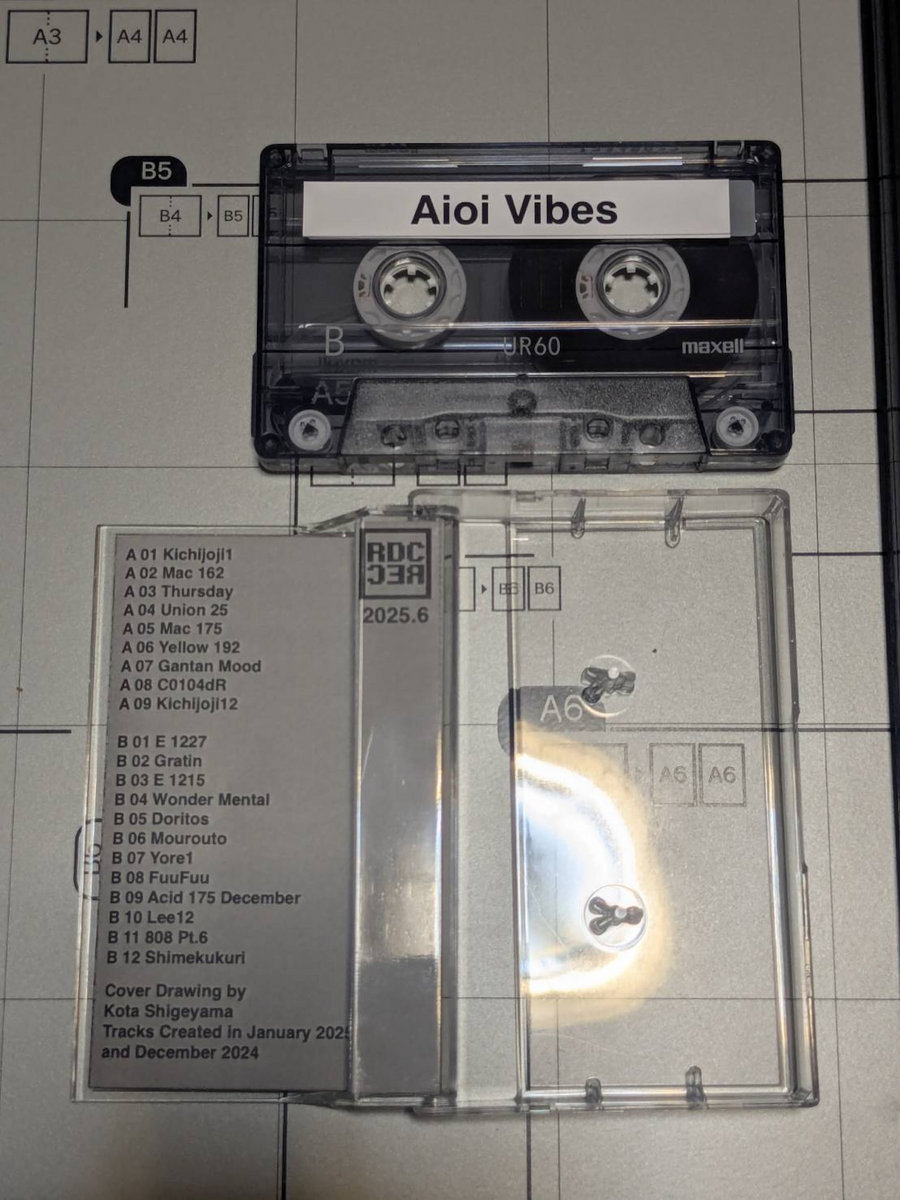 A3 A4 A4
B5
B4 B5
Aioi Vibes
B
UR60
maxell
A5
RDC
REC
2025.6
B6 B6
A6
A6 A6
A 01 Kichijoji1
A 02 Mac 162
A 03 Thursday
A 04 Union 25
A 05 Mac 175
A 06 Yellow 192
A 07 Gantan Mood
A 08 C0104dR
A 09 Kichijoji12
B 01 E 1227
B 02 Gratin
B 03 E 1215
B 04 Wonder Mental
B 05 Doritos
B 06 Mourouto
B 07 Yore1
B 08 FuuFuu
B 09 Acid 175 December
B 10 Lee12
B 11 808 Pt.6
B 12 Shimekukuri
Cover Drawing by
Kota Shigeyama
Tracks Created in January 2025
and December 2024